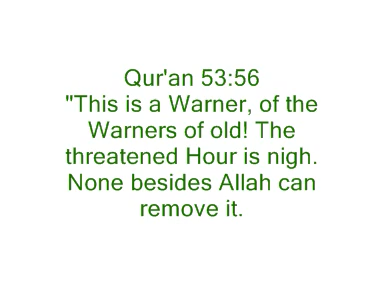 Qur'an 53:56
"This is a Warner, of the
Warners of old! The
threatened Hour is nigh.
None besides Allah can
remove it.